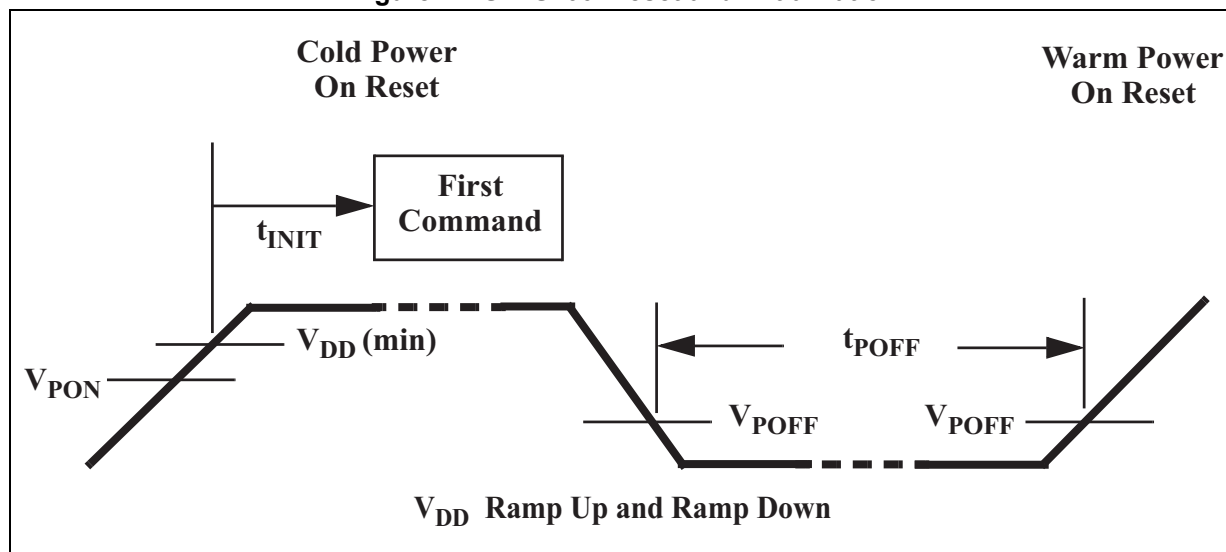 Cold Power
On Reset
Warm Power
On Reset
First
Command
tINIT
VDD (min)
VPON
tPOFF
VPOFF
VPOFF
VDD Ramp Up and Ramp Down